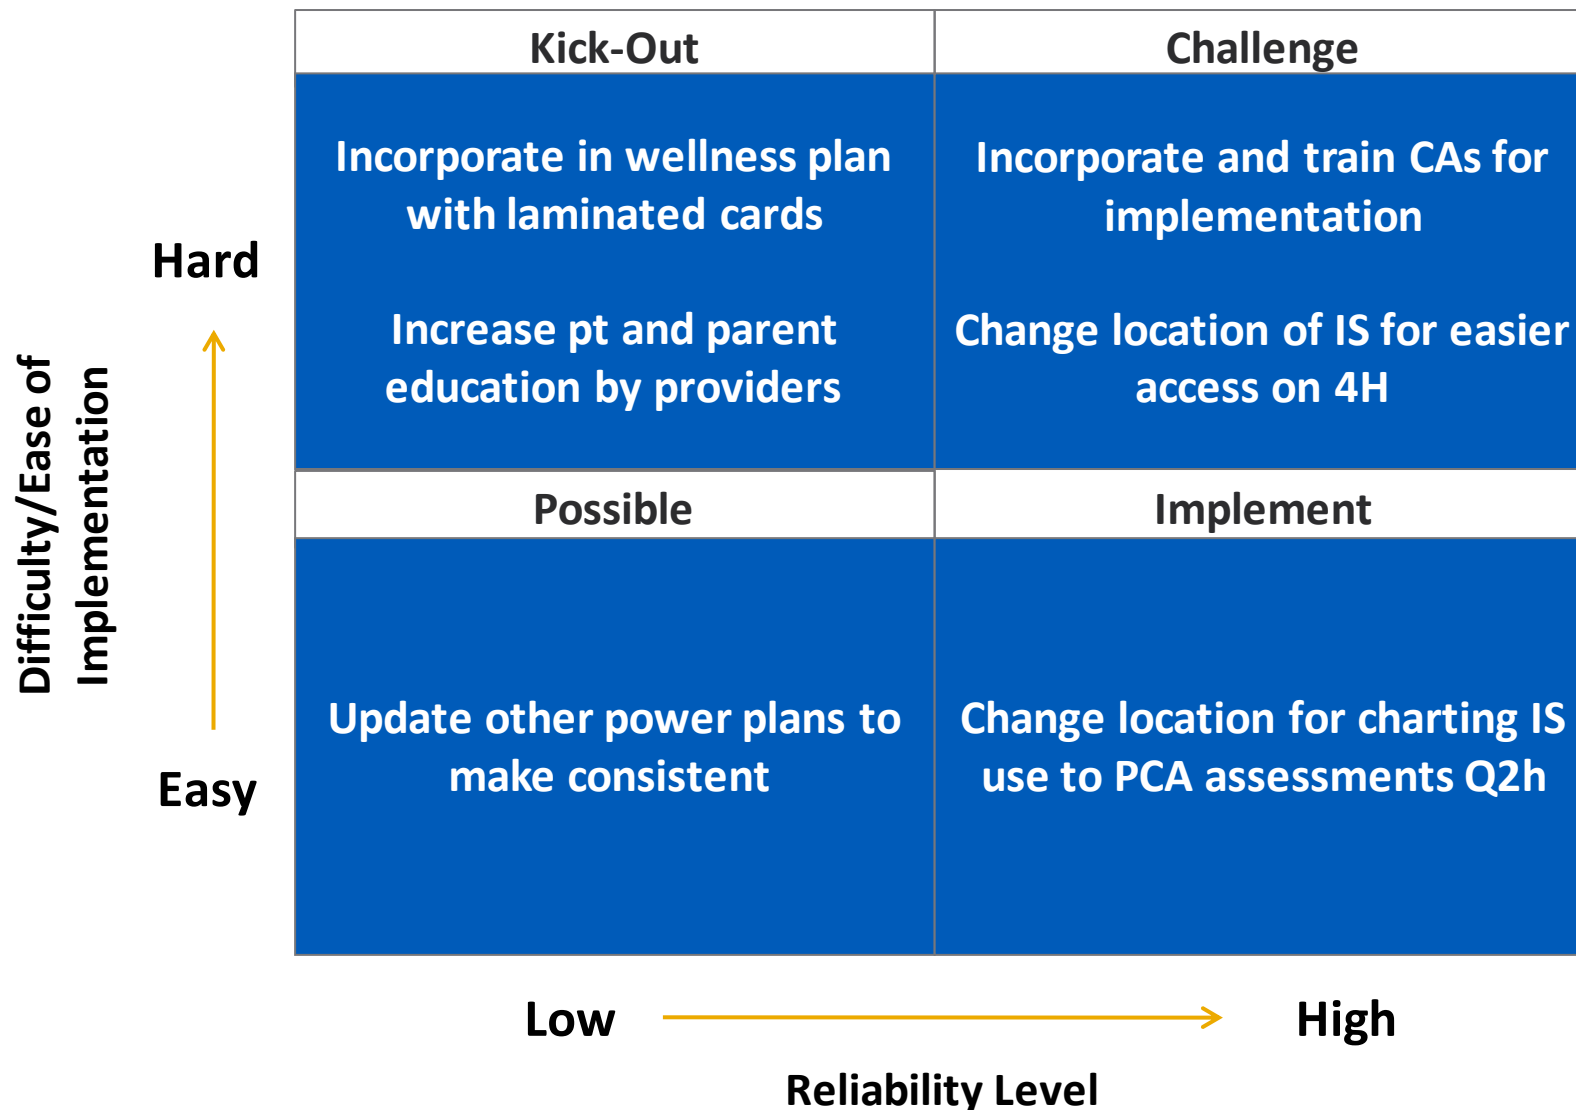 Kick-Out
Challenge
Incorporate in wellness plan
with laminated cards
Increase pt and parent
education by providers
Incorporate and train CAs for
implementation
Change location of IS for easier
access on 4H
Hard
Difficulty/Ease of
Implementation
Easy
Possible
Implement
Update other power plans to
make consistent
Change location for charting IS
use to PCA assessments Q2h
Low
High
Reliability Level